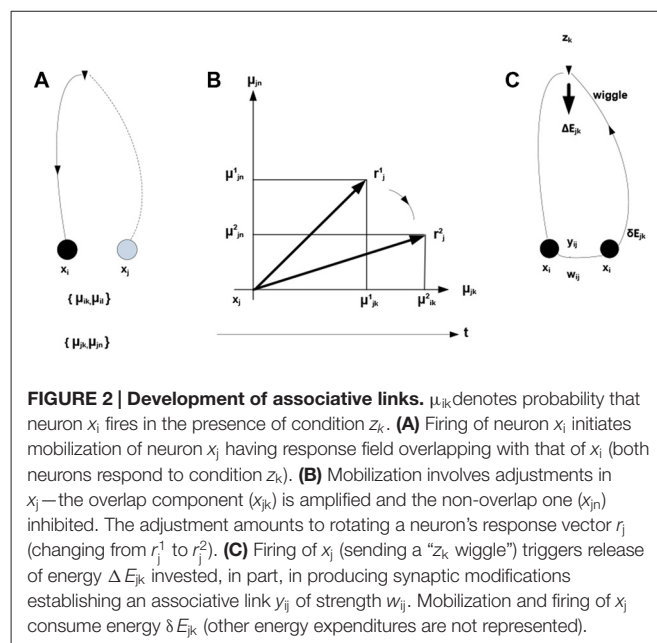 A
xᵢ
xⱼ
{ μᵢₖ,μᵢᵢ}
{ μⱼₖ,μⱼₙ}
B
μⱼₙ
μ¹ⱼₙ
r¹ⱼ
μ²ⱼₙ
r²ⱼ
xⱼ
μ¹ⱼₖ
μ²ᵢₖ
μⱼₖ
t
C
zₖ
wiggle
ΔEⱼₖ
δEⱼₖ
yᵢⱼ
xᵢ
xᵢ
wᵢⱼ
FIGURE 2 | Development of associative links. μᵢₖdenotes probability that
neuron xᵢ fires in the presence of condition zₖ. (A) Firing of neuron xᵢ initiates
mobilization of neuron xⱼ having response field overlapping with that of xᵢ (both
neurons respond to condition zₖ). (B) Mobilization involves adjustments in
xⱼ—the overlap component (xⱼₖ) is amplified and the non-overlap one (xⱼₙ)
inhibited. The adjustment amounts to rotating a neuron’s response vector rⱼ
(changing from rⱼ¹ to rⱼ²). (C) Firing of xⱼ (sending a “zₖ wiggle”) triggers release
of energy Δ Eⱼₖ invested, in part, in producing synaptic modifications
establishing an associative link yᵢⱼ of strength wᵢⱼ. Mobilization and firing of xⱼ
consume energy δ Eⱼₖ (other energy expenditures are not represented).